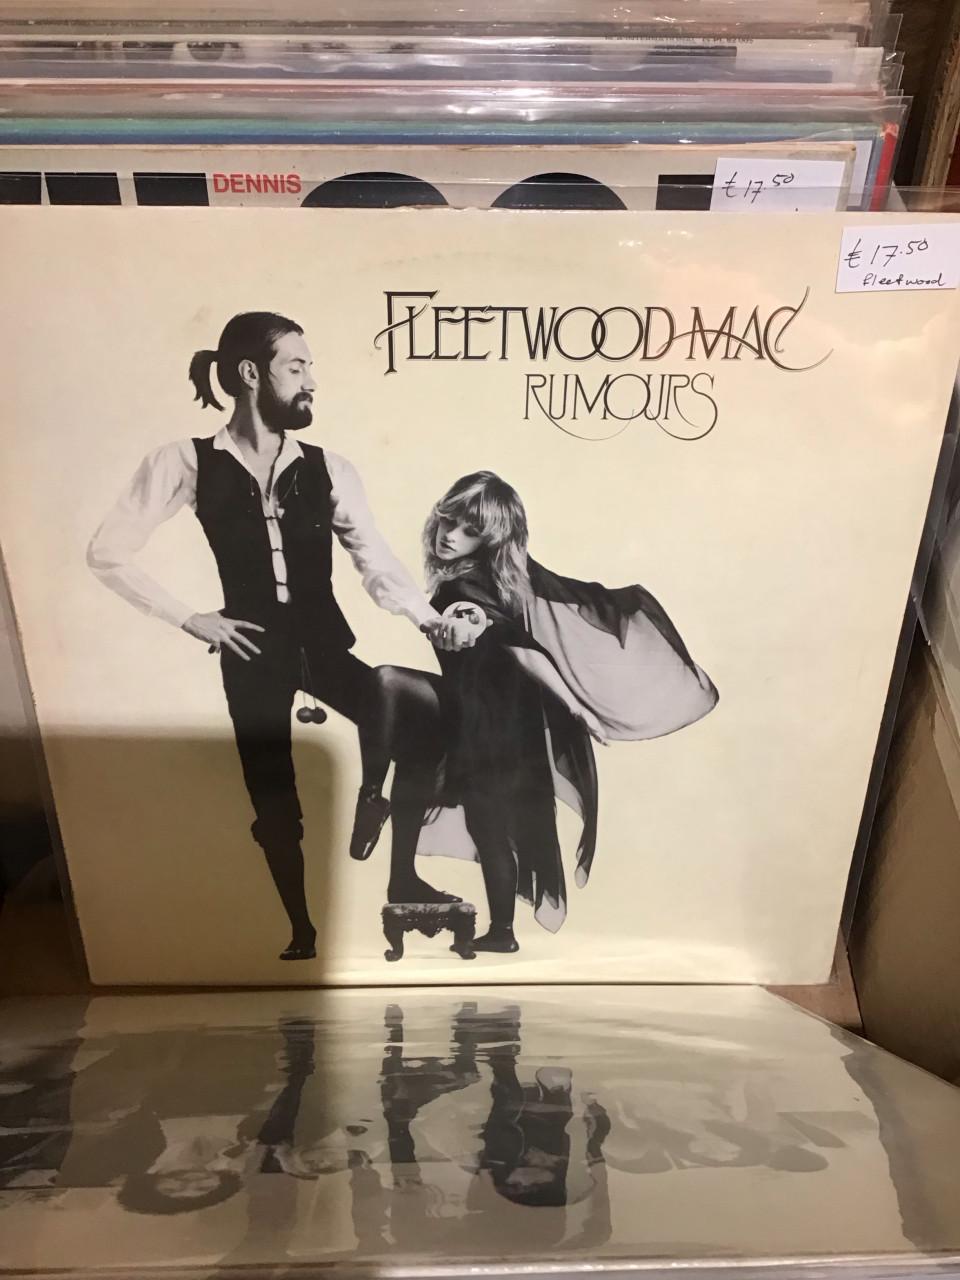 DENNIS
€ 17.50
€ 17.50
fleetwood
FLEETWOOD MAC
RUMOURS